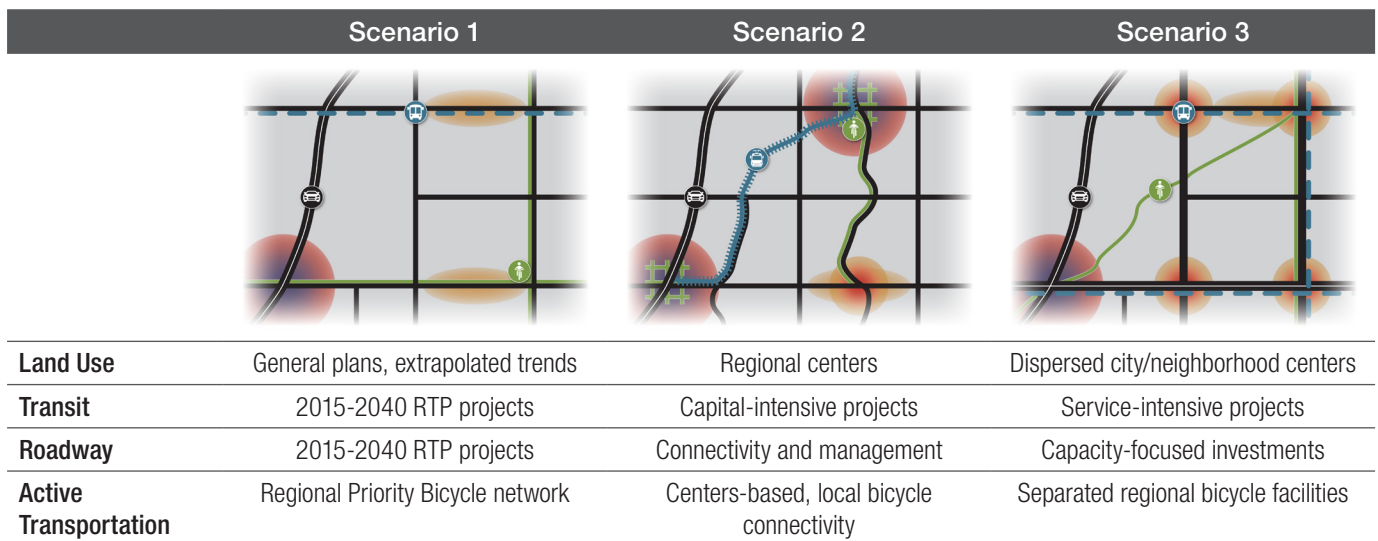 Scenario 1 Scenario 2 Scenario 3
Land Use General plans, extrapolated trends Regional centers Dispersed city/neighborhood centers
Transit 2015-2040 RTP projects Capital-intensive projects Service-intensive projects
Roadway 2015-2040 RTP projects Connectivity and management Capacity-focused investments
Active Regional Priority Bicycle network Centers-based, local bicycle Separated regional bicycle facilities
Transportation connectivity